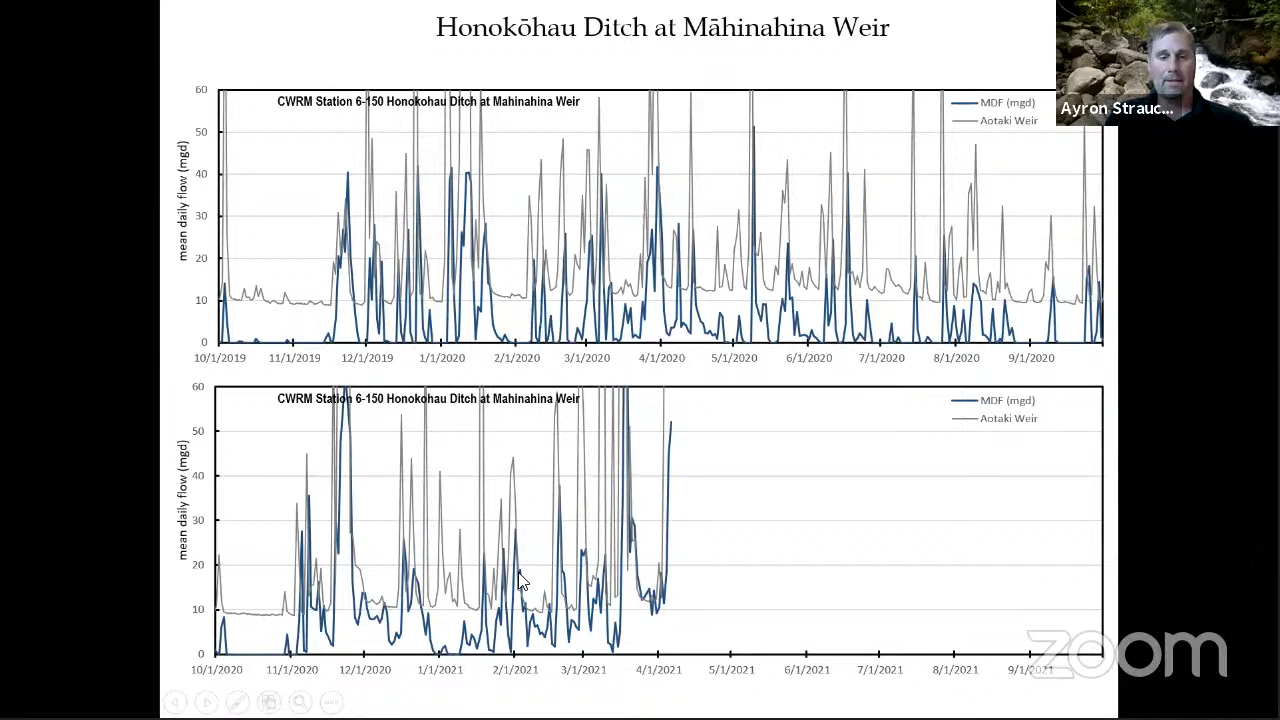 Honokōhau Ditch at Māhinahina Weir
Ayron Strauc...
CWRM Station 6-150 Honokohau Ditch at Mahinahina Weir
MDF (mgd)
Aotaki Weir
mean daily flow (mgd)
60
50
40
30
20
10
0
10/1/2019 11/1/2019 12/1/2019 1/1/2020 2/1/2020 3/1/2020 4/1/2020 5/1/2020 6/1/2020 7/1/2020 8/1/2020 9/1/2020
CWRM Station 6-150 Honokohau Ditch at Mahinahina Weir
MDF (mgd)
Aotaki Weir
mean daily flow (mgd)
60
50
40
30
20
10
0
10/1/2020 11/1/2020 12/1/2020 1/1/2021 2/1/2021 3/1/2021 4/1/2021 5/1/2021 6/1/2021 7/1/2021 8/1/2021 9/1/2021
zoom